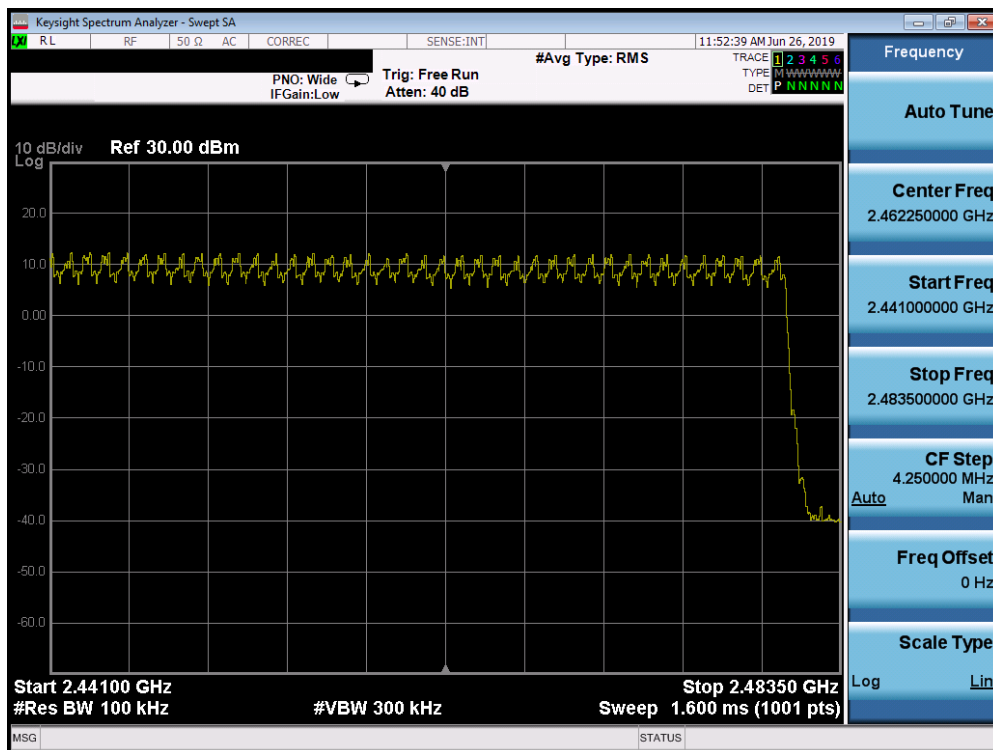 Keysight Spectrum Analyzer - Swept SA
LXI RL RF 50 Ω AC CORREC SENSE:INT 11:52:39 AM Jun 26, 2019
#Avg Type: RMS
TRACE 1 2 3 4 5 6
TYPE M WWWWW
DET P N N N N N
PNO: Wide
IFGain:Low
Trig: Free Run
Atten: 40 dB
10 dB/div
Log
Ref 30.00 dBm
20.0
10.0
0.00
-10.0
-20.0
-30.0
-40.0
-50.0
-60.0
Start 2.44100 GHz
Stop 2.48350 GHz
#Res BW 100 kHz
#VBW 300 kHz
Sweep 1.600 ms (1001 pts)
MSG
STATUS
Frequency
Auto Tune
Center Freq
2.462250000 GHz
Start Freq
2.441000000 GHz
Stop Freq
2.483500000 GHz
CF Step
4.250000 MHz
Auto Man
Freq Offset
0 Hz
Scale Type
Log Lin